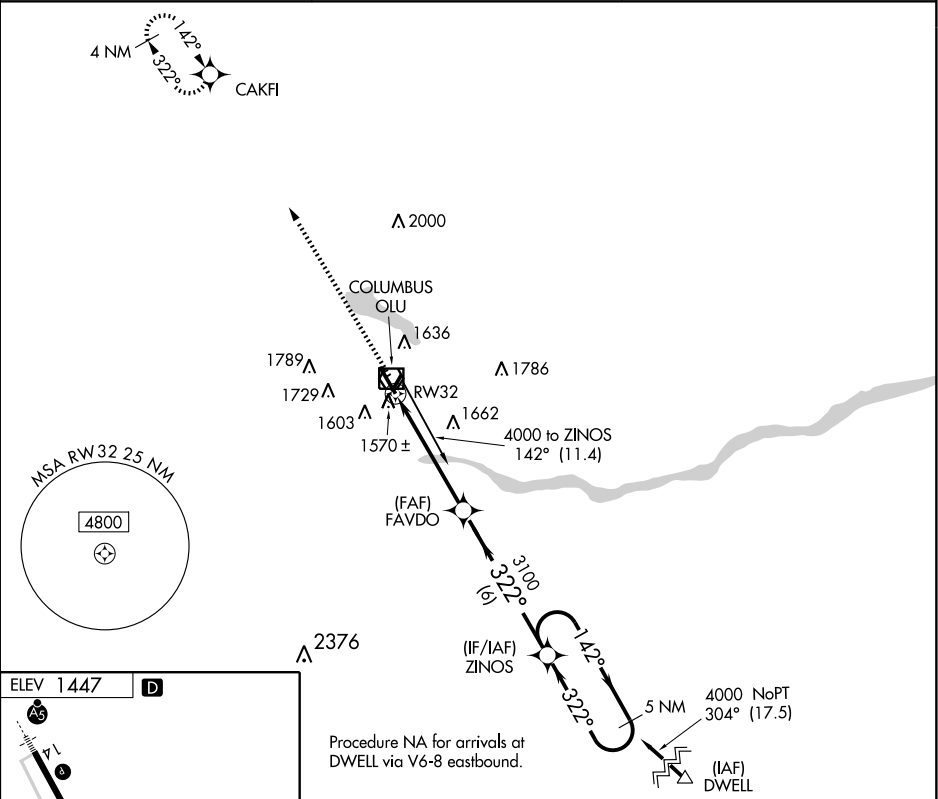 4 NM
142°
322°
CAKFI
2000
COLUMBUS
OLU
1636
1789
1786
1729
RW32
1603
1662
1570 ±
4000 to ZINOS
142° (11.4)
MSA RW32 25 NM
4800
(FAF)
FAVDO
3100
322°
(6)
2376
(IF/IAF)
ZINOS
142°
322°
5 NM
4000 NoPT
304° (17.5)
(IAF)
DWELL
ELEV 1447
D
A5
14
P
Procedure NA for arrivals at
DWELL via V6-8 eastbound.